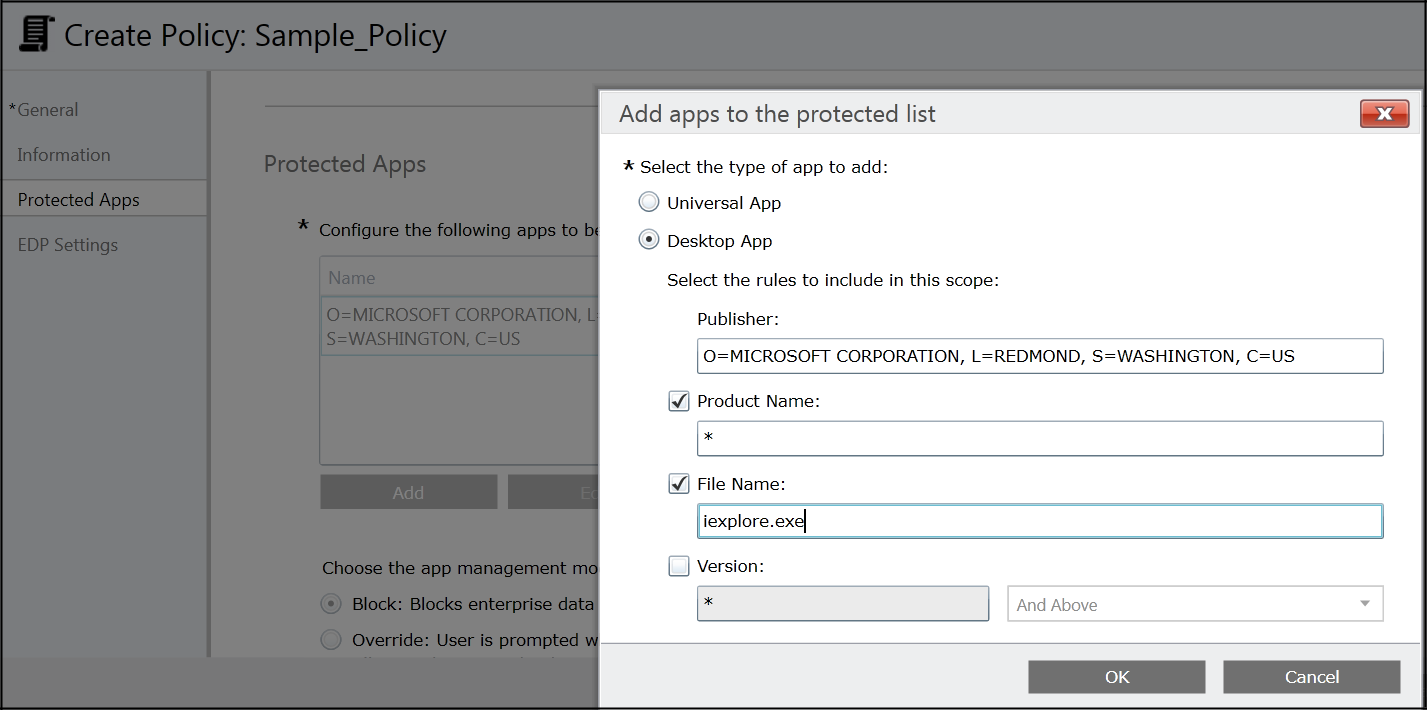 Create Policy: Sample_Policy
*General
Information
Protected Apps
EDP Settings
Protected Apps
* Configure the following apps to be
Name
O=MICROSOFT CORPORATION, L=
S=WASHINGTON, C=US
Add
Choose the app management mo
Block: Blocks enterprise data
Override: User is prompted w
Add apps to the protected list
* Select the type of app to add:
Universal App
Desktop App
Select the rules to include in this scope:
Publisher:
O=MICROSOFT CORPORATION, L=REDMOND, S=WASHINGTON, C=US
Product Name:
*
File Name:
iexplore.exe
Version:
*
And Above
OK
Cancel